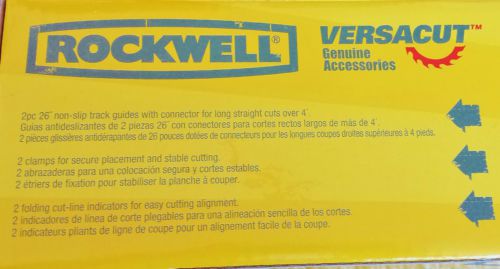 ROCKWELL
VERSACUT™
Genuine
Accessories
2pc 26" non-slip track guides with connector for long straight cuts over 4'.
Guías antideslizantes de 2 piezas 26" con conectores para cortes rectos largos de más de 4'.
2 pièces glissières antidérapantes de 26 pouces dotées de connecteurs pour les longues coupes droites supérieures à 4 pieds.
2 clamps for secure placement and stable cutting.
2 abrazaderas para una colocación segura y cortes estables.
2 étriers de fixation pour stabiliser la planche à couper.
2 folding cut-line indicators for easy cutting alignment.
2 indicadores de línea de corte plegables para una alineación sencilla de los cortes.
2 indicateurs pliants de ligne de coupe pour un alignement facile de la coupe.